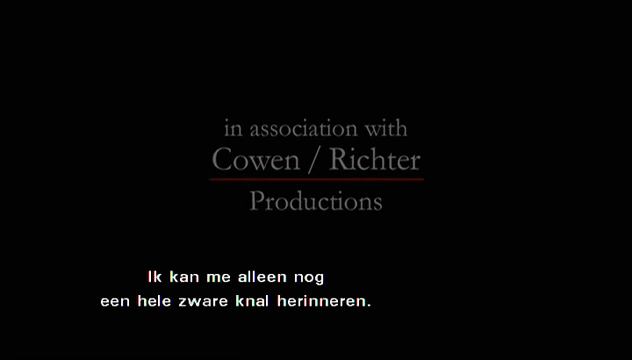 in association with
Cowen / Richter
Productions
Ik kan me alleen nog
een hele zware knal herinneren.